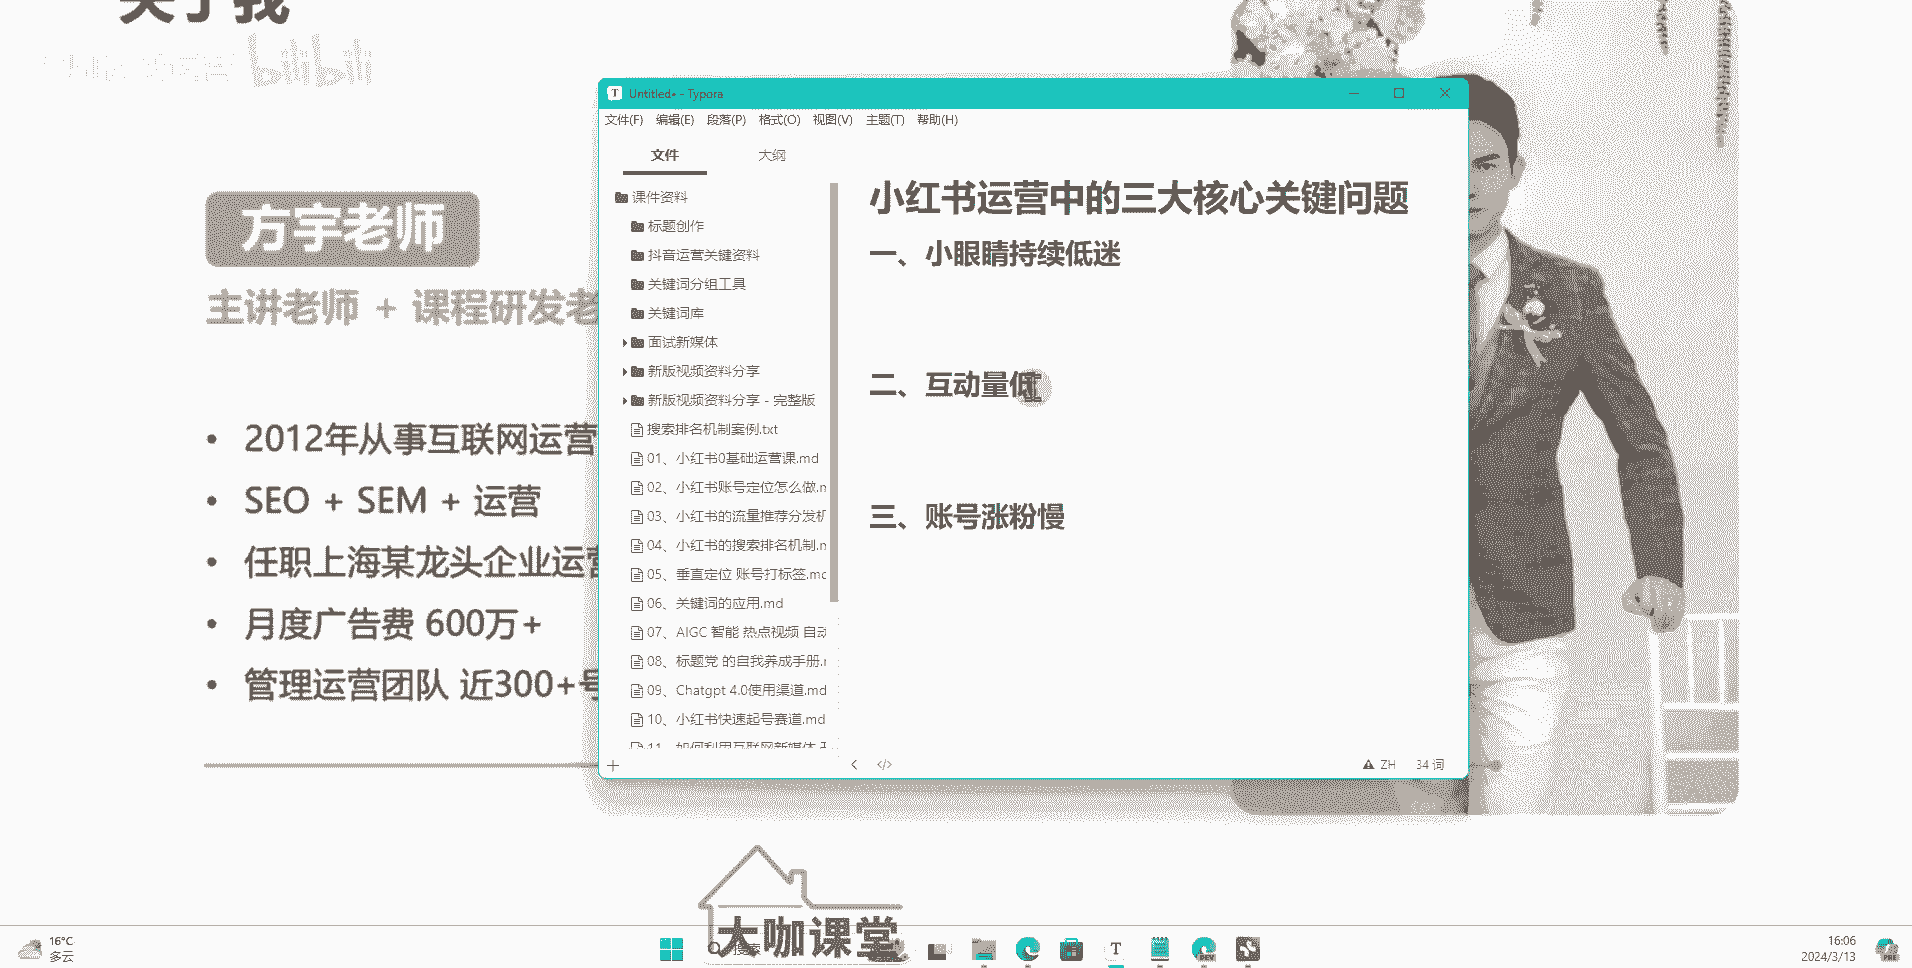 关于我
bilibili
方宇老师
主讲老师 + 课程研发老
2012年从事互联网运营
SEO + SEM + 运营
任职上海某龙头企业运营
月度广告费 600万+
管理运营团队 近300+号
Untitled• - Typora
文件(F) 编辑(E) 段落(P) 格式(O) 视图(V) 主题(T) 帮助(H)
文件 大纲
课件资料
标题创作
抖音运营关键资料
关键词分组工具
关键词库
面试新媒体
新版视频资料分享
新版视频资料分享 - 完整版
搜索排名机制案例.txt
01、小红书0基础运营课.md
02、小红书账号定位怎么做.m
03、小红书的流量推荐分发机
04、小红书的搜索排名机制.m
05、垂直定位 账号打标签.mc
06、关键词的应用.md
07、AIGC 智能 热点视频 自动
08、标题党 的自我养成手册.m
09、Chatgpt 4.0使用渠道.md
10、小红书快速起号赛道.md
11、如何利用互联网新媒体
小红书运营中的三大核心关键问题
一、小眼睛持续低迷
二、互动量低
三、账号涨粉慢
</> ZH 34 词
大咖课堂
16°C
多云
搜索
16:06
2024/3/13